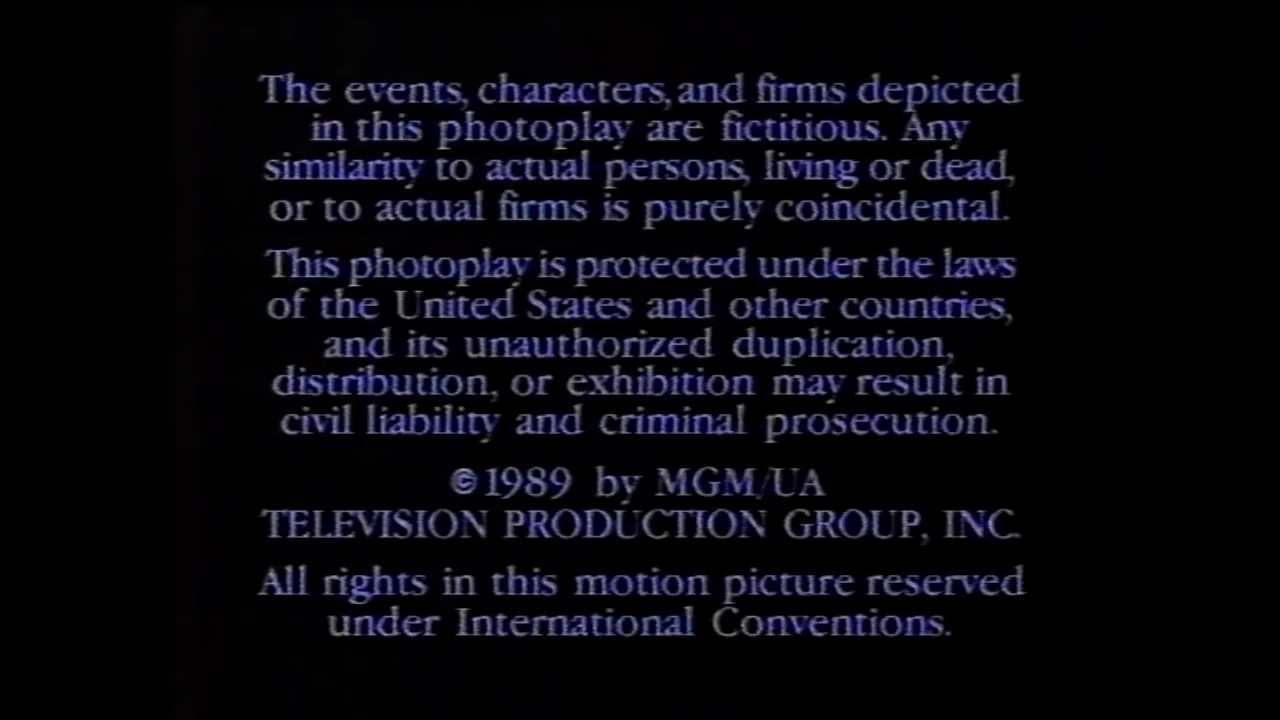 The events, characters, and firms depicted
in this photoplay are fictitious. Any
similarity to actual persons, living or dead,
or to actual firms is purely coincidental.
This photoplay is protected under the laws
of the United States and other countries,
and its unauthorized duplication,
distribution, or exhibition may result in
civil liability and criminal prosecution.
©1989 by MGM/UA
TELEVISION PRODUCTION GROUP, INC.
All rights in this motion picture reserved
under International Conventions.